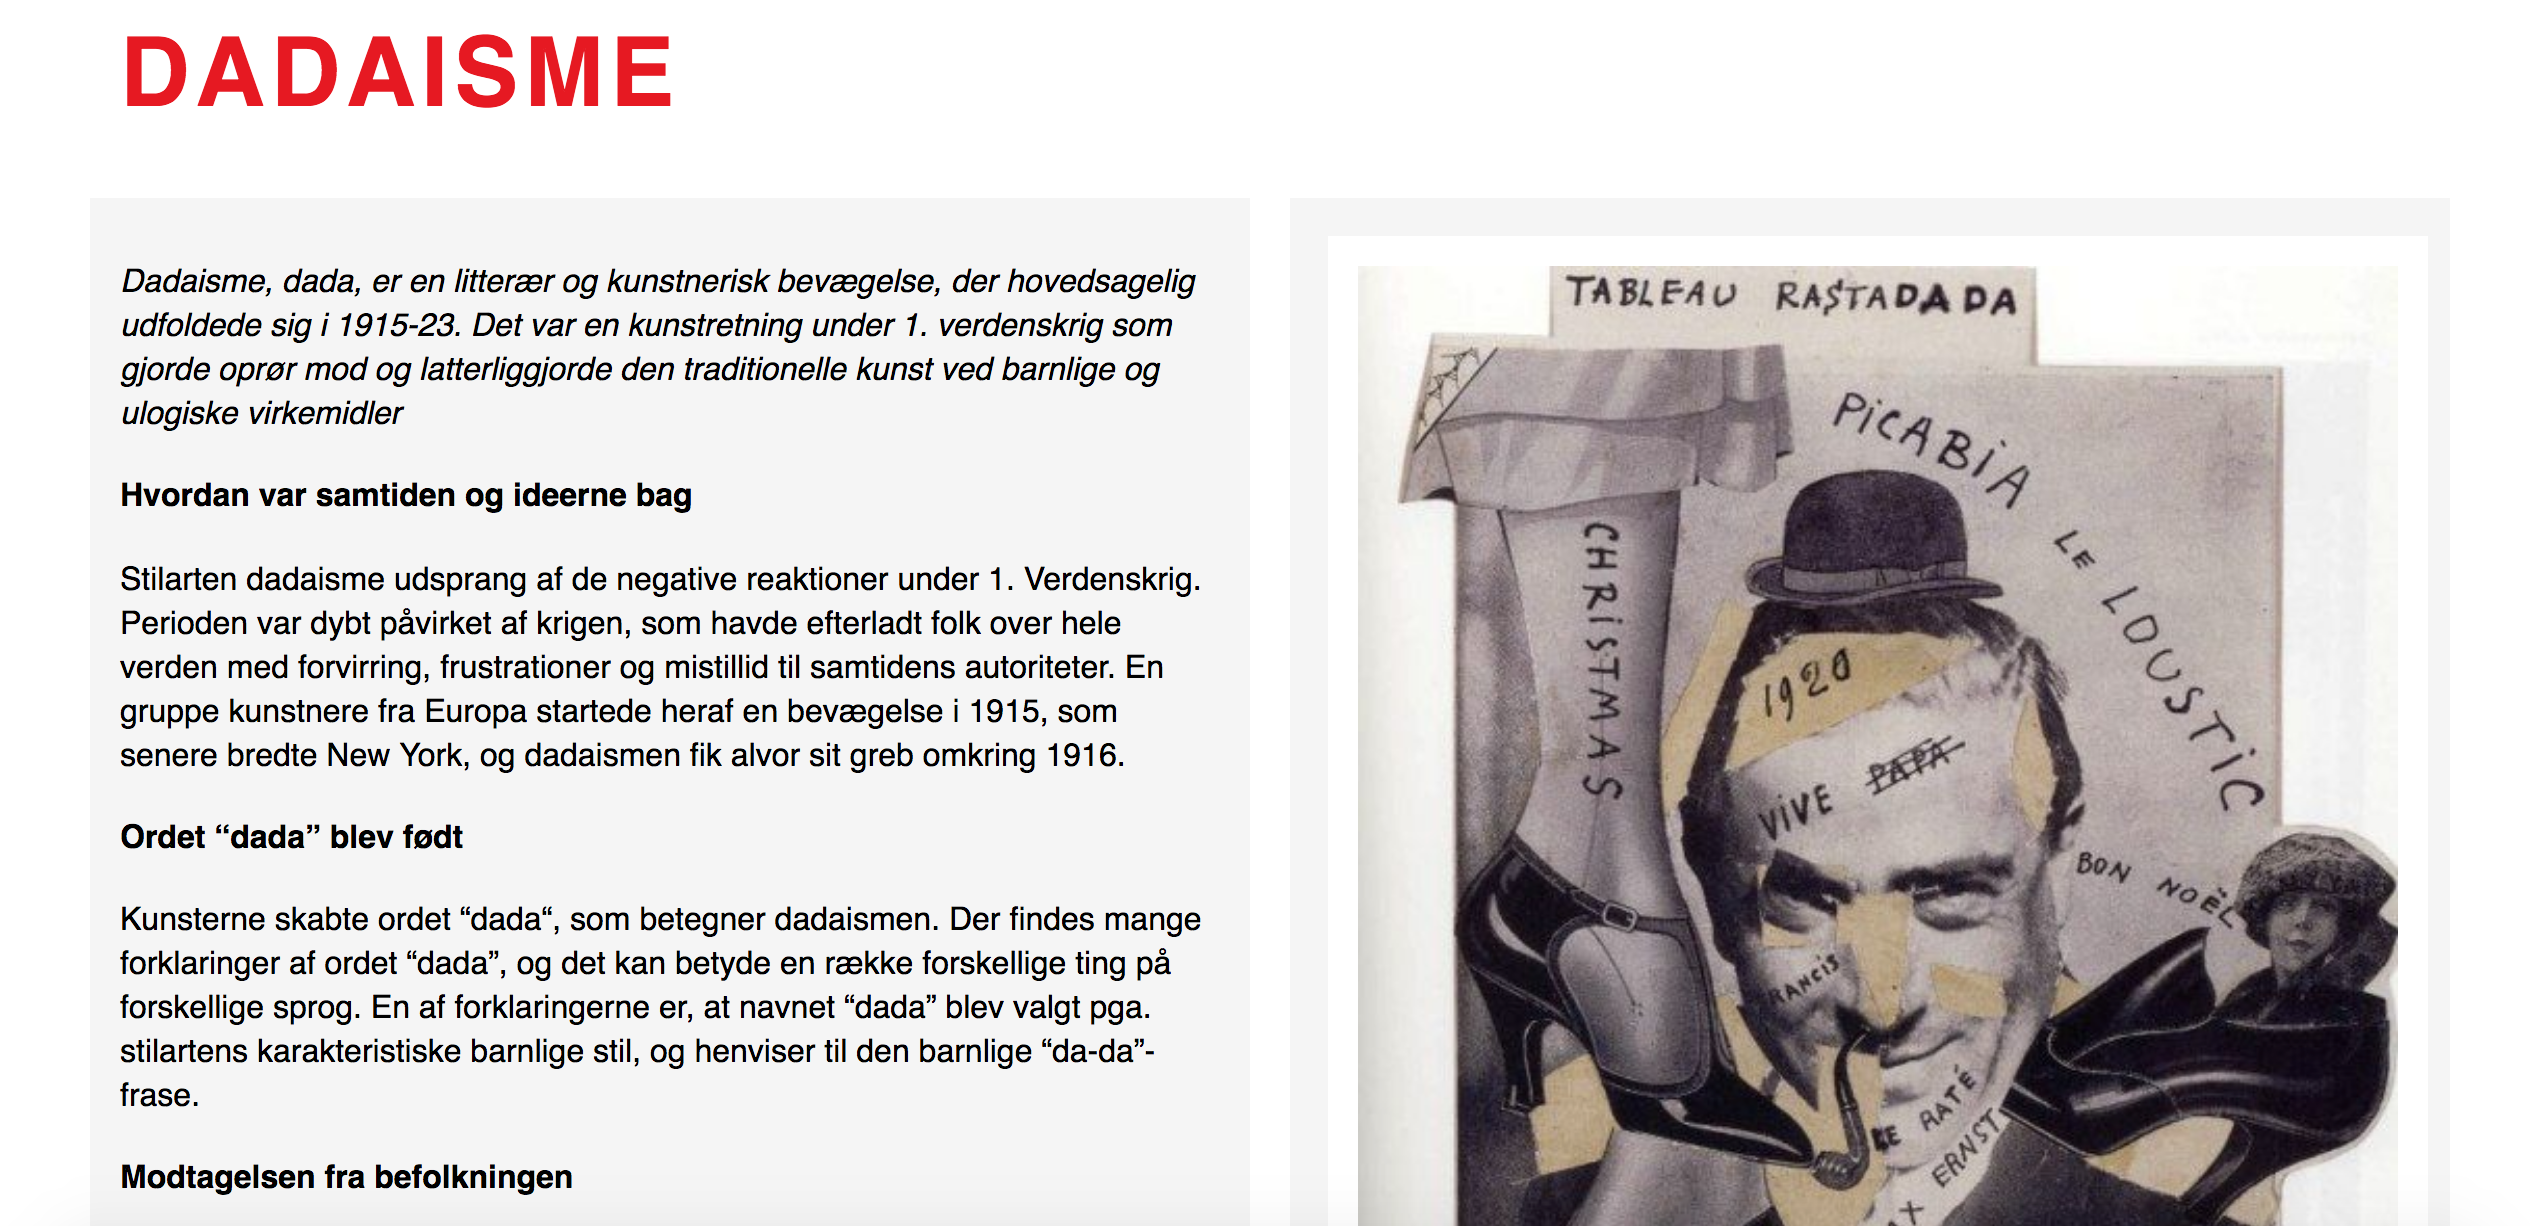 DADAISME
Dadaisme, dada, er en litterær og kunstnerisk bevægelse, der hovedsagelig
udfoldede sig i 1915-23. Det var en kunstretning under 1. verdenskrig som
gjorde oprør mod og latterliggjorde den traditionelle kunst ved barnlige og
ulogiske virkemidler
Hvordan var samtiden og ideerne bag
Stilarten dadaisme udsprang af de negative reaktioner under 1. Verdenskrig.
Perioden var dybt påvirket af krigen, som havde efterladt folk over hele
verden med forvirring, frustrationer og mistillid til samtidens autoriteter. En
gruppe kunstnere fra Europa startede heraf en bevægelse i 1915, som
senere bredte New York, og dadaismen fik alvor sit greb omkring 1916.
Ordet “dada” blev født
Kunsterne skabte ordet “dada“, som betegner dadaismen. Der findes mange
forklaringer af ordet “dada”, og det kan betyde en række forskellige ting på
forskellige sprog. En af forklaringerne er, at navnet “dada” blev valgt pga.
stilartens karakteristiske barnlige stil, og henviser til den barnlige “da-da”-
frase.
Modtagelsen fra befolkningen
TABLEAU RASTADADA
PiCABiA LE LOUSTiC
CHRiSTMAS
1920
ViVE PAPA
BON NOËL
RANCiS
LE RATÉ
AX ERNST